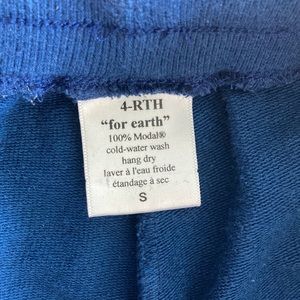 4-RTH
"for earth"
100% Modal®
cold-water wash
hang dry
laver à l'eau froide
étandage à sec
S